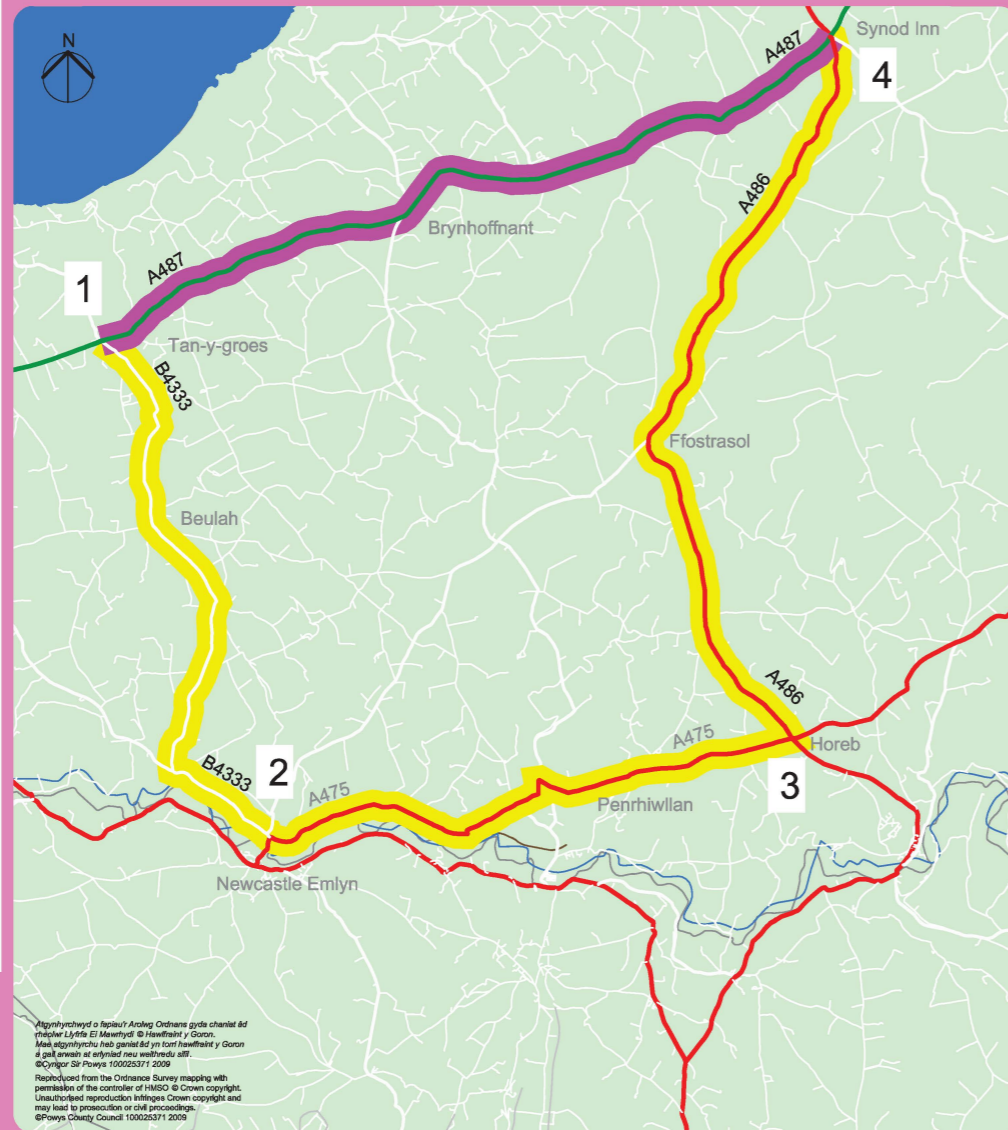 N
A487
Synod Inn
4
A486
Brynhoffnant
A487
1
Tan-y-groes
B4333
Ffostrasol
Beulah
A486
A475
Horeb
B4333
2
A475
3
Penrhiwllan
Newcastle Emlyn
Atgynhyrchwyd o fapiau'r Arolwg Ordnans gyda chaniatâd
rheolwr Llyfrfa Ei Mawrhydi © Hawlfraint y Goron.
Mae atgynhyrchu heb ganiatâd yn torri hawlfraint y Goron
a gall arwain at erlyniad neu weithredu sifil.
©Cyngor Sir Powys 100025371 2009
Reproduced from the Ordnance Survey mapping with
permission of the controller of HMSO © Crown copyright.
Unauthorised reproduction infringes Crown copyright and
may lead to prosecution or civil proceedings.
©Powys County Council 100025371 2009